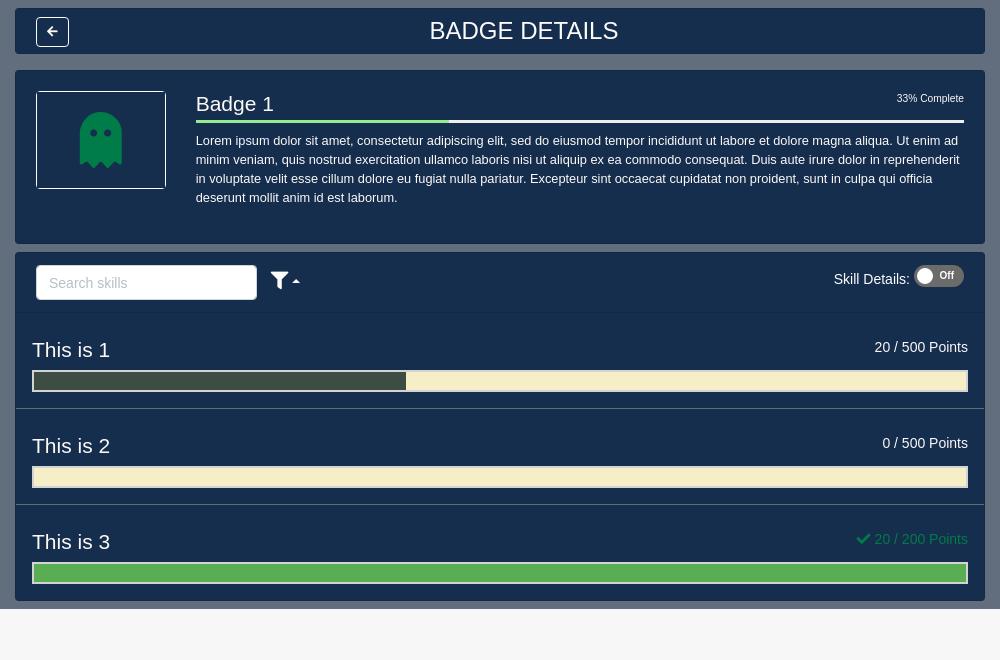 BADGE DETAILS
Badge 1
33% Complete
Lorem ipsum dolor sit amet, consectetur adipiscing elit, sed do eiusmod tempor incididunt ut labore et dolore magna aliqua. Ut enim ad
minim veniam, quis nostrud exercitation ullamco laboris nisi ut aliquip ex ea commodo consequat. Duis aute irure dolor in reprehenderit
in voluptate velit esse cillum dolore eu fugiat nulla pariatur. Excepteur sint occaecat cupidatat non proident, sunt in culpa qui officia
deserunt mollit anim id est laborum.
Search skills
Skill Details: Off
This is 1
20 / 500 Points
This is 2
0 / 500 Points
This is 3
20 / 200 Points